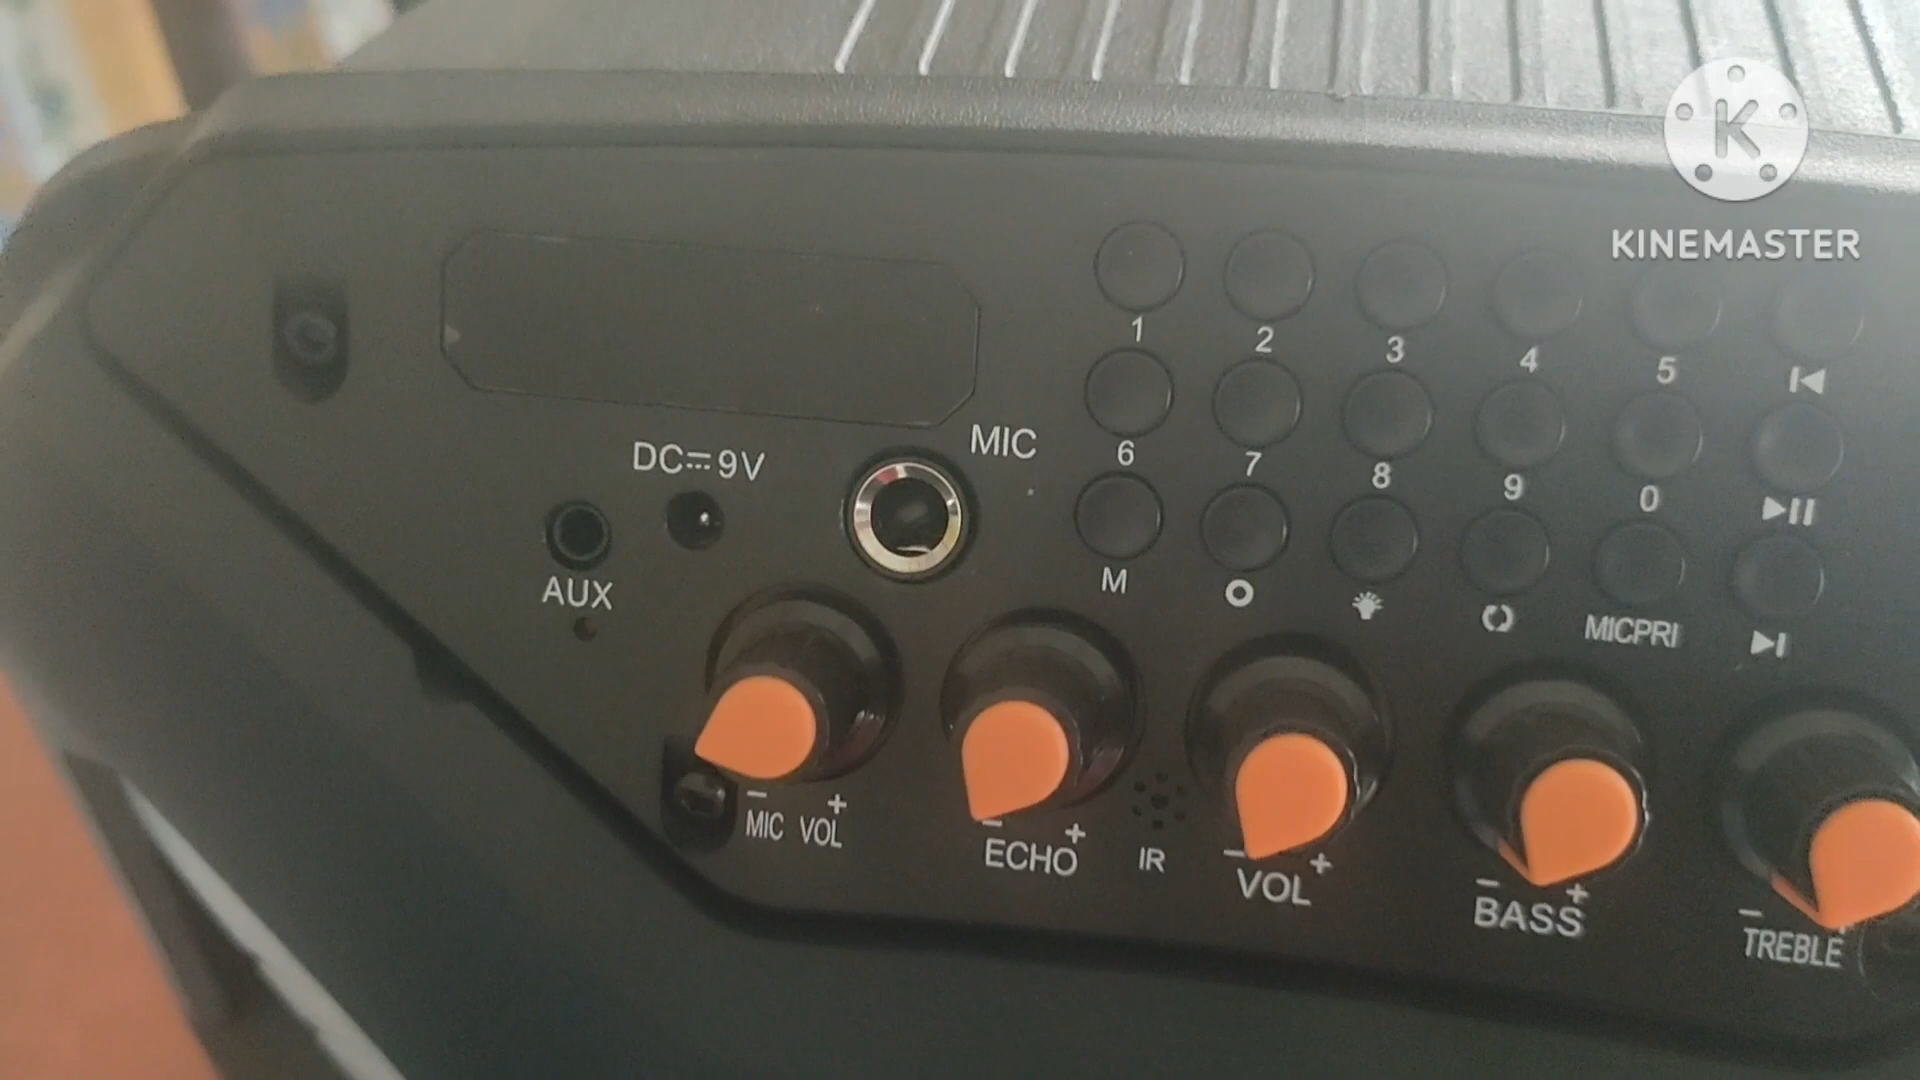 K
KINEMASTER
1 2 3 4 5
MIC
DC 9V
6 7 8 9 0
AUX
M MICPRI
- + - + - + - + -
MIC VOL ECHO IR VOL BASS TREBLE